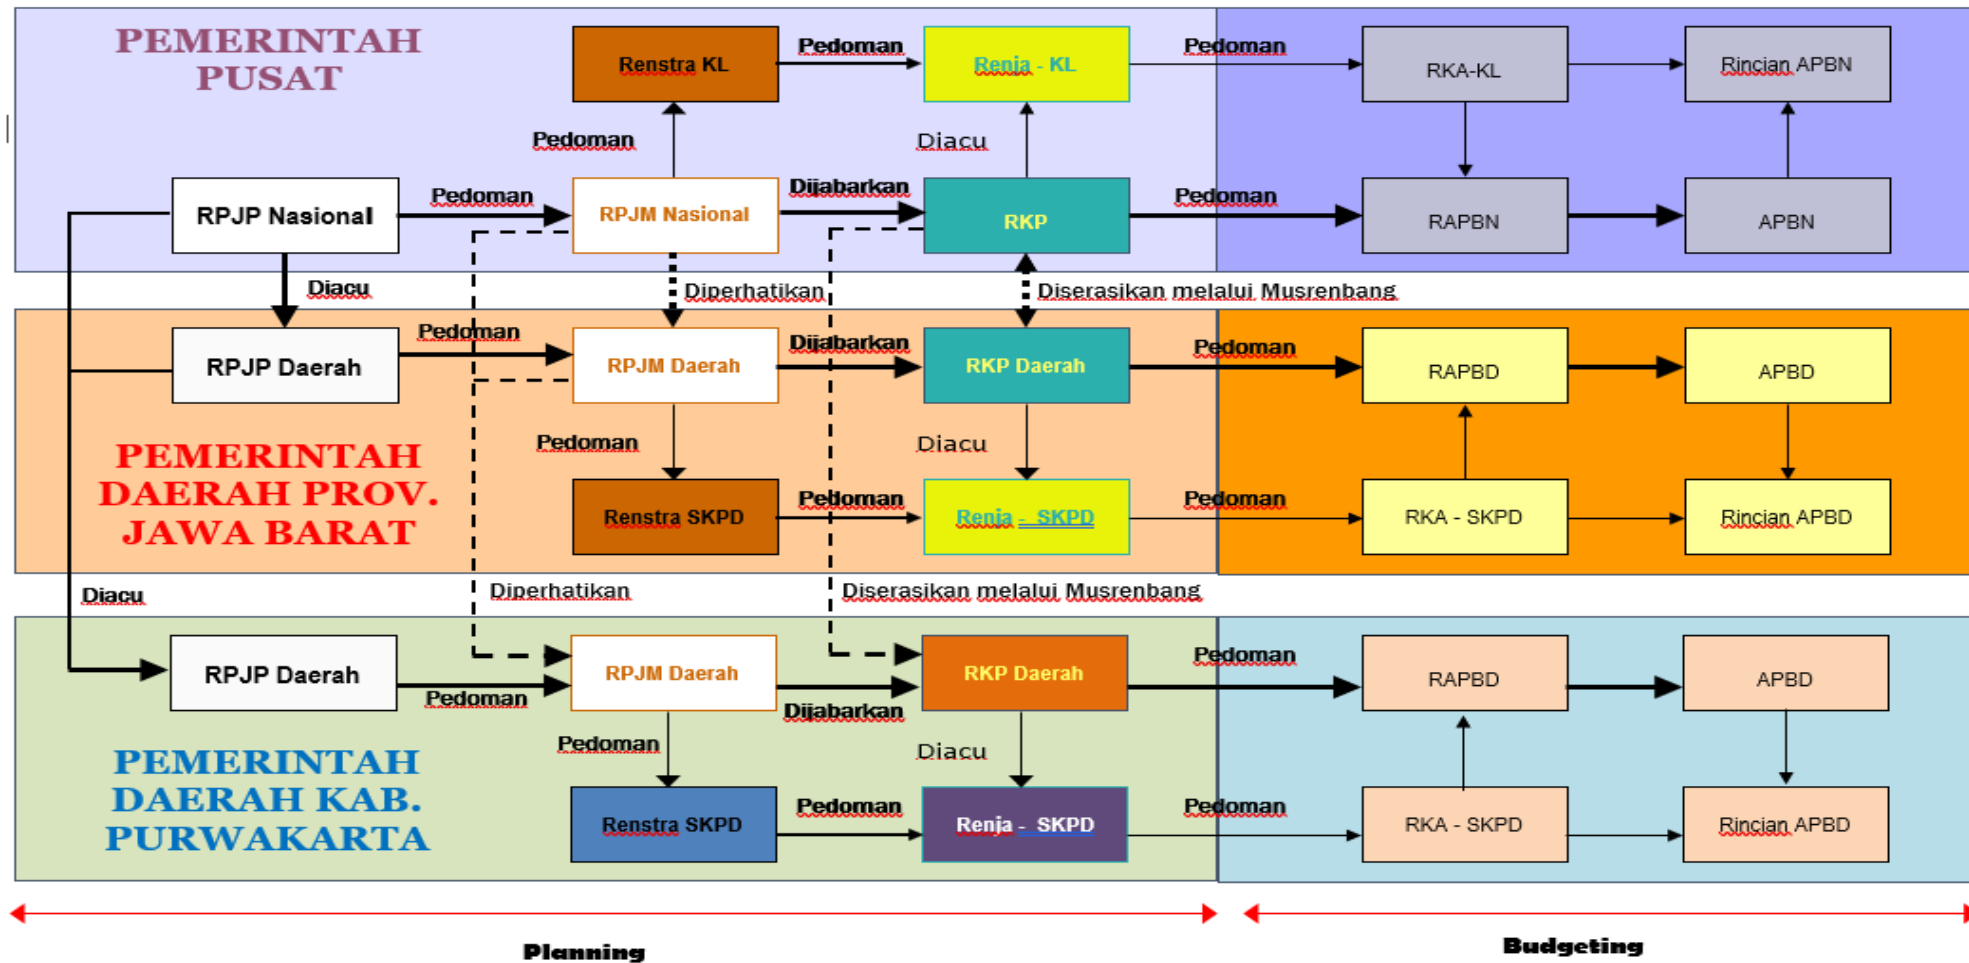 PEMERINTAH
PUSAT
Renstra KL
Pedoman
Renja - KL
Pedoman
RKA-KL
Rincian APBN
Pedoman
Diacu
RPJP Nasional
Pedoman
RPJM Nasional
Dijabarkan
RKP
Pedoman
RAPBN
APBN
Diacu
Diperhatikan
Diserasikan melalui Musrenbang
RPJP Daerah
Pedoman
RPJM Daerah
Dijabarkan
RKP Daerah
Pedoman
RAPBD
APBD
PEMERINTAH
DAERAH PROV.
JAWA BARAT
Pedoman
Diacu
Renstra SKPD
Pedoman
Renja - SKPD
Pedoman
RKA - SKPD
Rincian APBD
Diacu
Diperhatikan
Diserasikan melalui Musrenbang
RPJP Daerah
Pedoman
RPJM Daerah
Dijabarkan
RKP Daerah
Pedoman
RAPBD
APBD
PEMERINTAH
DAERAH KAB.
PURWAKARTA
Pedoman
Diacu
Renstra SKPD
Pedoman
Renja - SKPD
Pedoman
RKA - SKPD
Rincian APBD
Planning
Budgeting